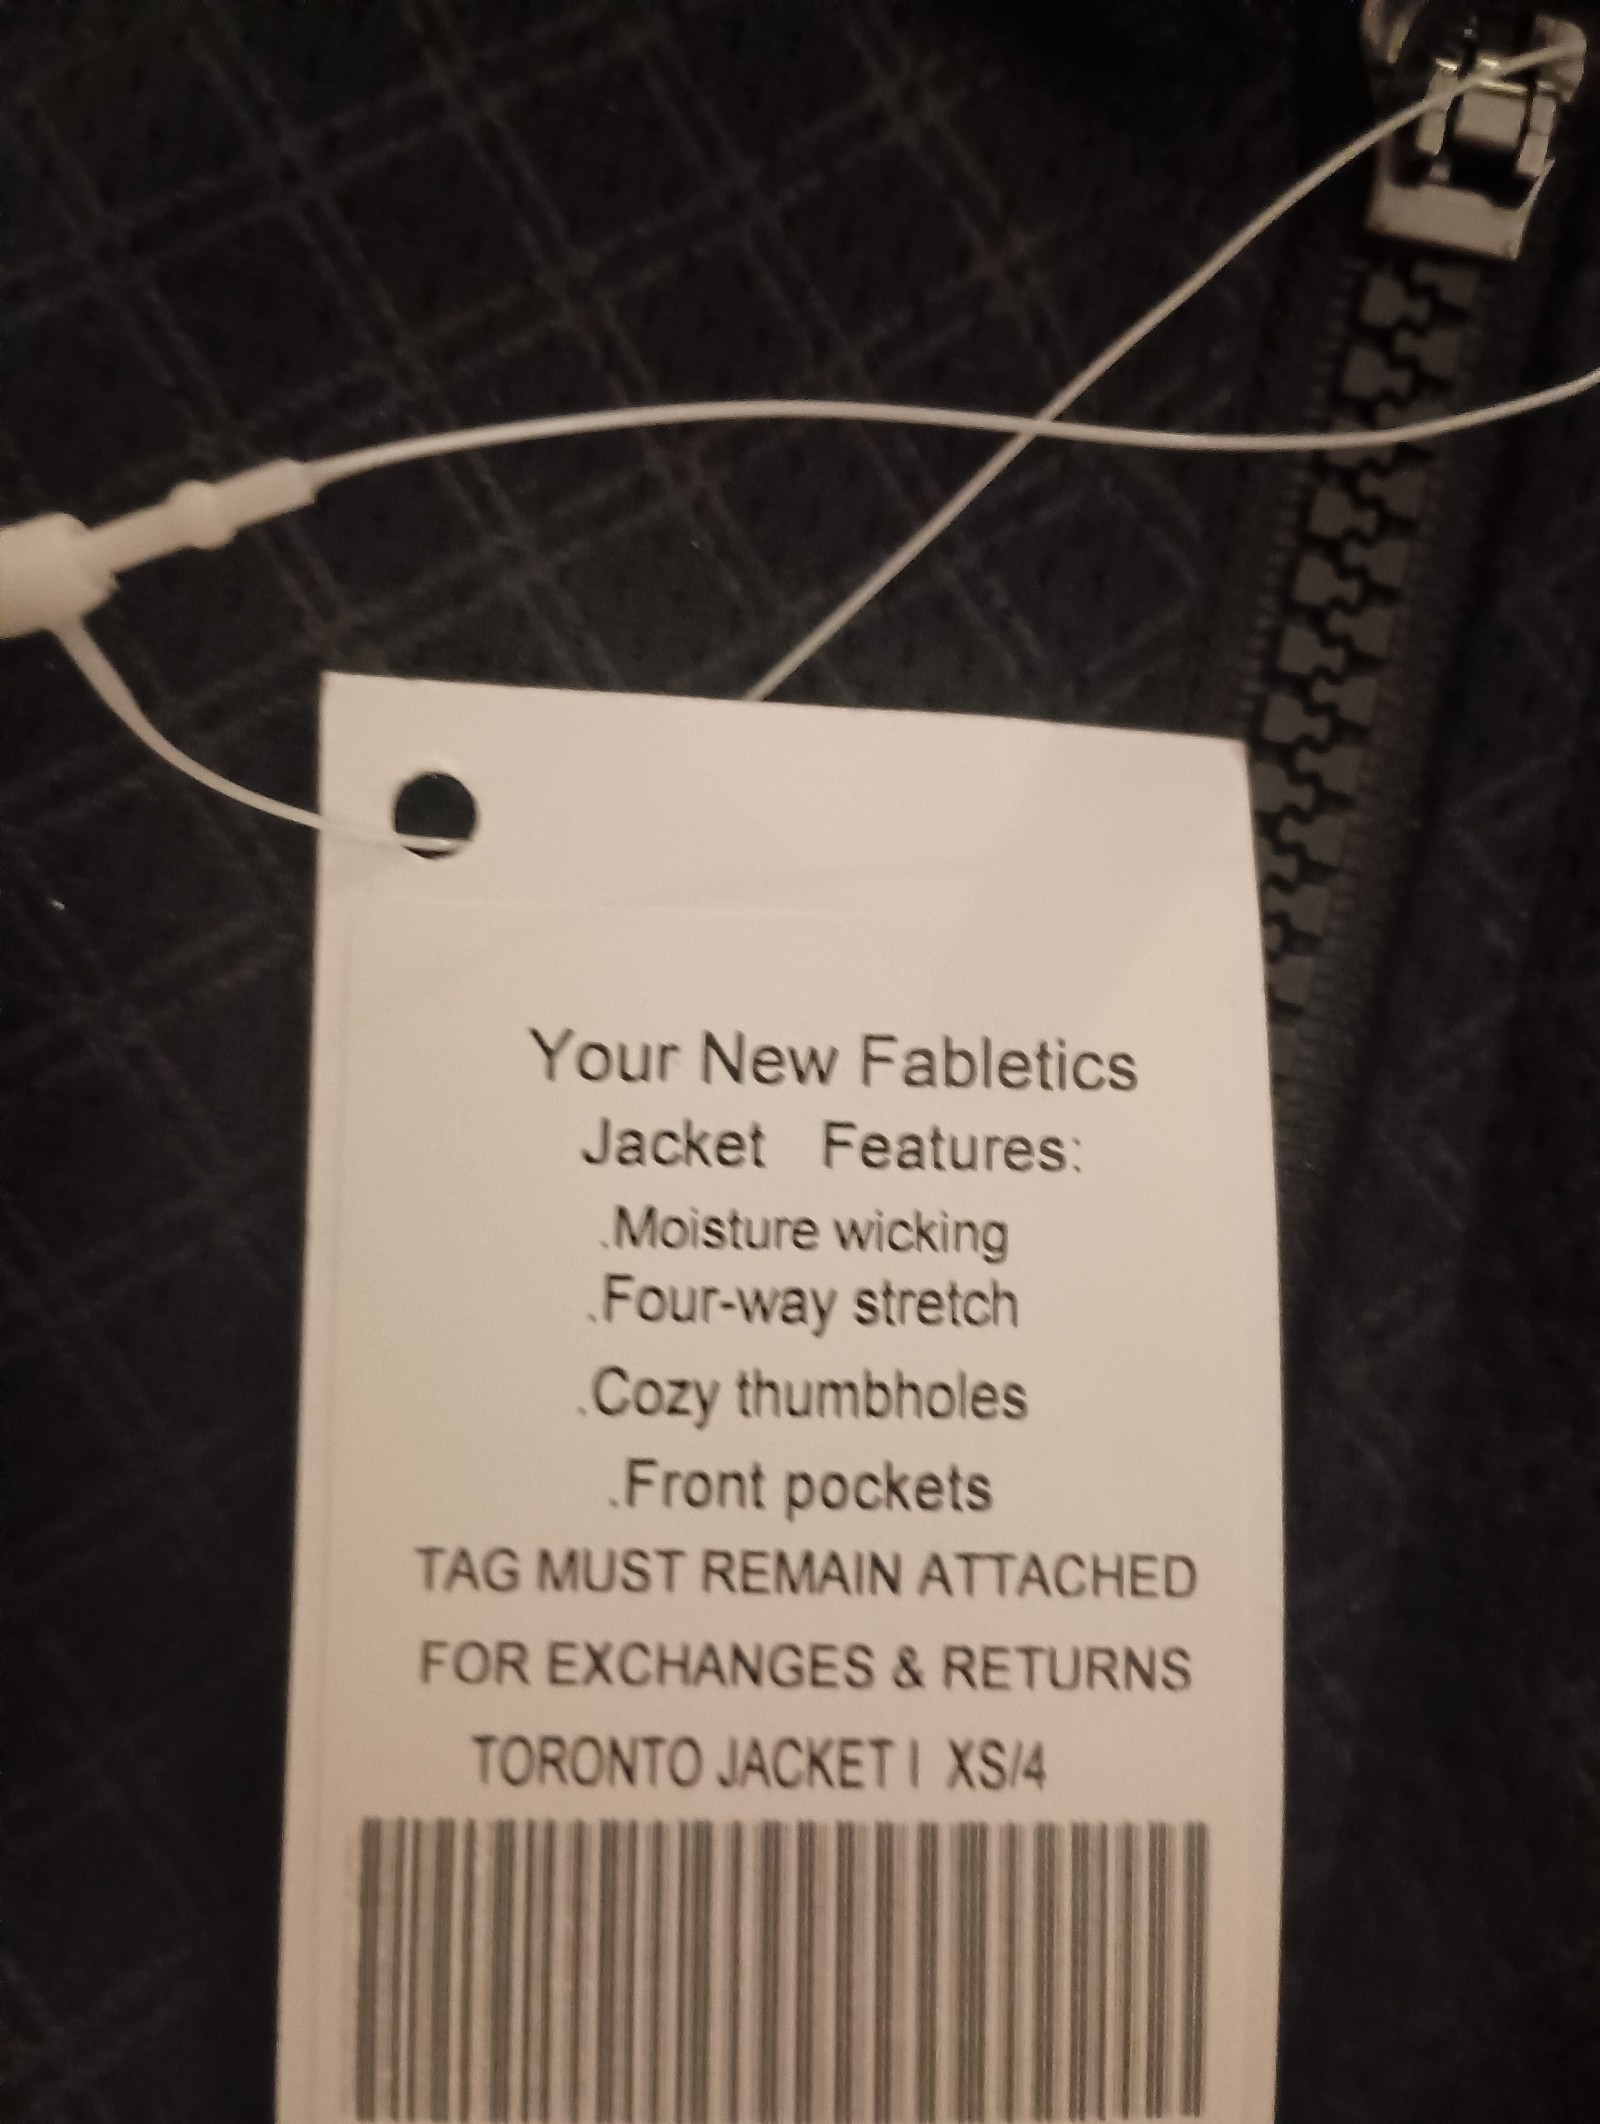 Your New Fabletics
Jacket Features:
.Moisture wicking
.Four-way stretch
.Cozy thumbholes
.Front pockets
TAG MUST REMAIN ATTACHED
FOR EXCHANGES & RETURNS
TORONTO JACKET I XS/4